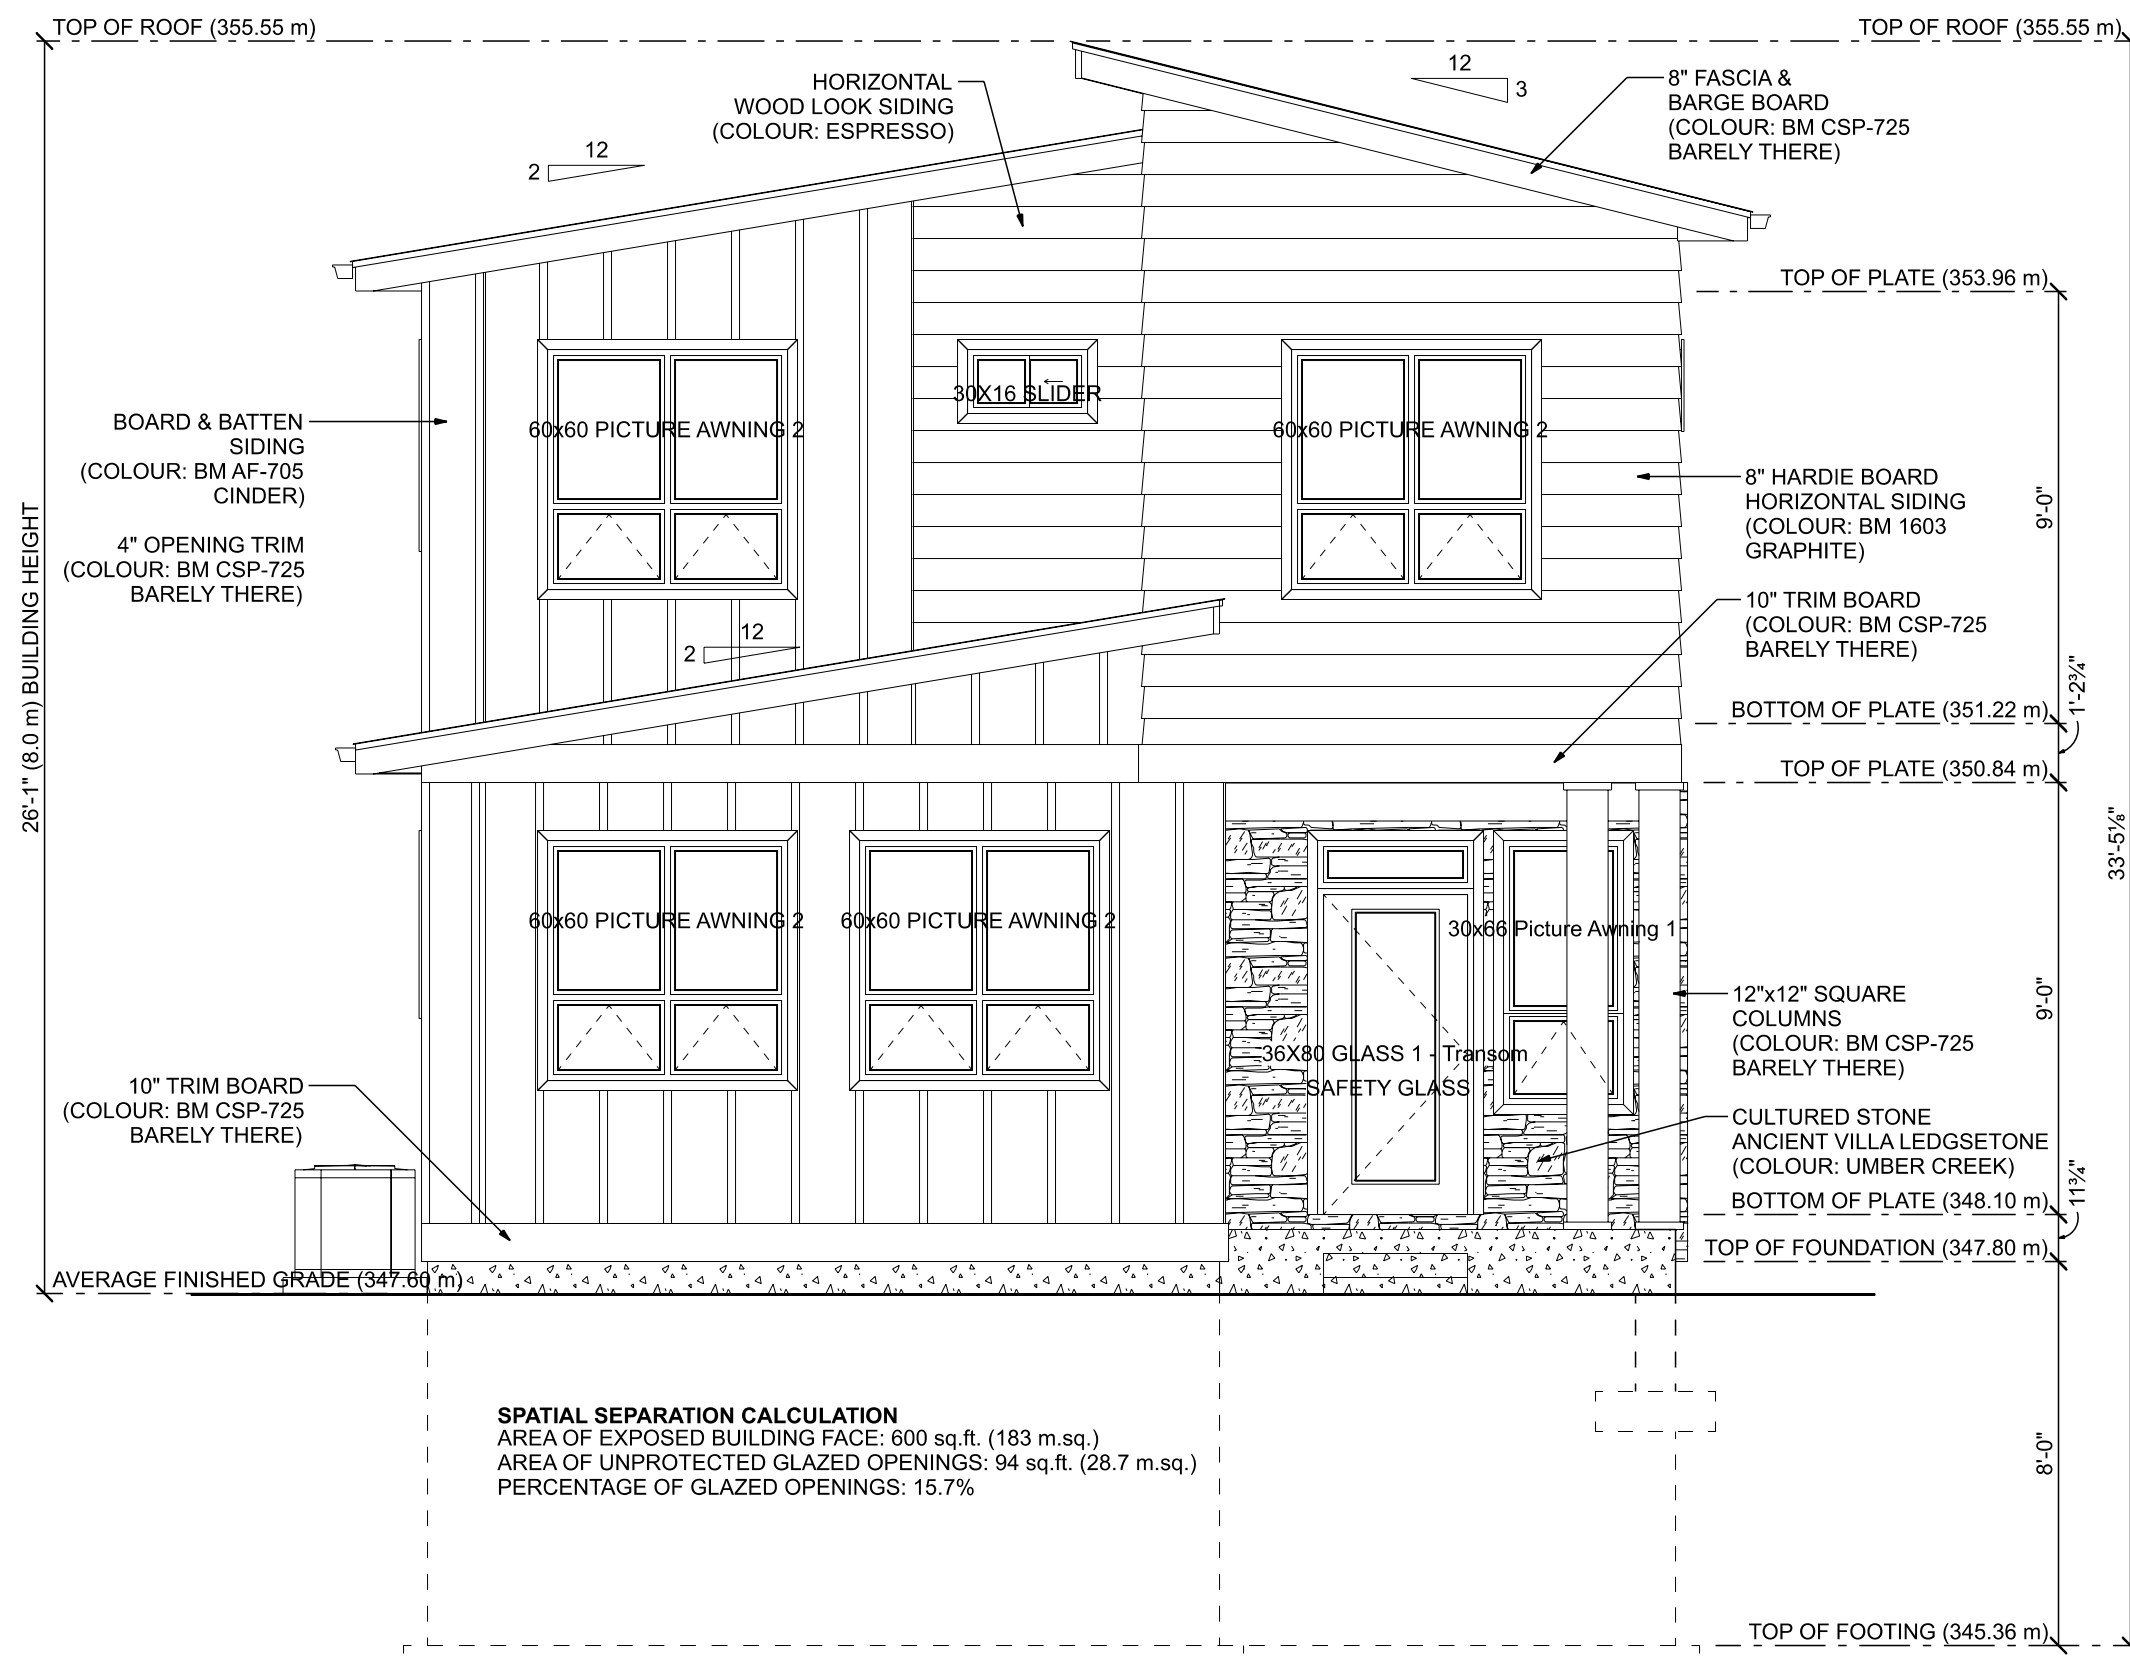 TOP OF ROOF (355.55 m)
TOP OF ROOF (355.55 m)
HORIZONTAL
WOOD LOOK SIDING
(COLOUR: ESPRESSO)
12
3
8" FASCIA &
BARGE BOARD
(COLOUR: BM CSP-725
BARELY THERE)
12
2
TOP OF PLATE (353.96 m)
30X16 SLIDER
60x60 PICTURE AWNING 2
60x60 PICTURE AWNING 2
BOARD & BATTEN
SIDING
(COLOUR: BM AF-705
CINDER)
4" OPENING TRIM
(COLOUR: BM CSP-725
BARELY THERE)
8" HARDIE BOARD
HORIZONTAL SIDING
(COLOUR: BM 1603
GRAPHITE)
9'-0"
26'-1" (8.0 m) BUILDING HEIGHT
10" TRIM BOARD
(COLOUR: BM CSP-725
BARELY THERE)
12
2
1'-2¾"
BOTTOM OF PLATE (351.22 m)
TOP OF PLATE (350.84 m)
33'-5⅛"
60x60 PICTURE AWNING 2
60x60 PICTURE AWNING 2
30x66 Picture Awning 1
9'-0"
12"x12" SQUARE
COLUMNS
(COLOUR: BM CSP-725
BARELY THERE)
36X80 GLASS 1 - Transom
SAFETY GLASS
10" TRIM BOARD
(COLOUR: BM CSP-725
BARELY THERE)
CULTURED STONE
ANCIENT VILLA LEDGSETONE
(COLOUR: UMBER CREEK)
11¾"
BOTTOM OF PLATE (348.10 m)
TOP OF FOUNDATION (347.80 m)
AVERAGE FINISHED GRADE (347.60 m)
SPATIAL SEPARATION CALCULATION
AREA OF EXPOSED BUILDING FACE: 600 sq.ft. (183 m.sq.)
AREA OF UNPROTECTED GLAZED OPENINGS: 94 sq.ft. (28.7 m.sq.)
PERCENTAGE OF GLAZED OPENINGS: 15.7%
8'-0"
TOP OF FOOTING (345.36 m)